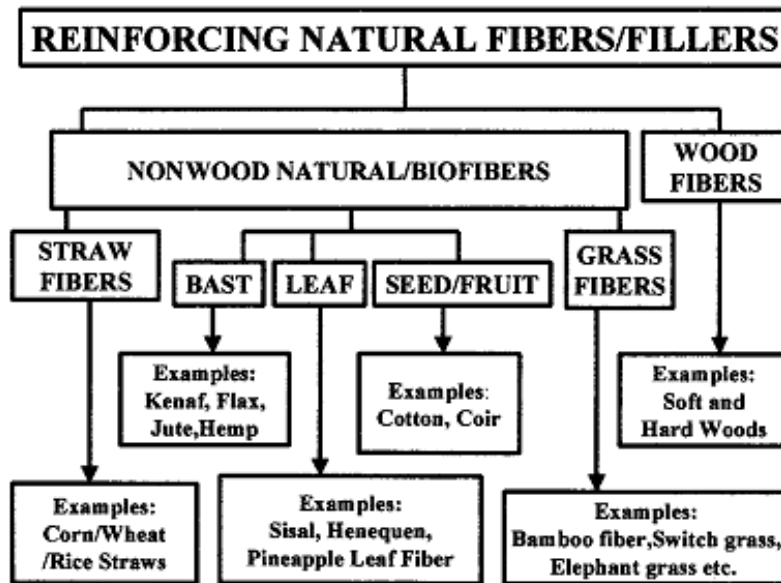 REINFORCING NATURAL FIBERS/FILLERS
NONWOOD NATURAL/BIOFIBERS
WOOD
FIBERS
STRAW
FIBERS
BAST
LEAF
SEED/FRUIT
GRASS
FIBERS
Examples:
Kenaf, Flax,
Jute,Hemp
Examples:
Cotton, Coir
Examples:
Soft and
Hard Woods
Examples:
Corn/Wheat
/Rice Straws
Examples:
Sisal, Henequen,
Pineapple Leaf Fiber
Examples:
Bamboo fiber,Switch grass,
Elephant grass etc.